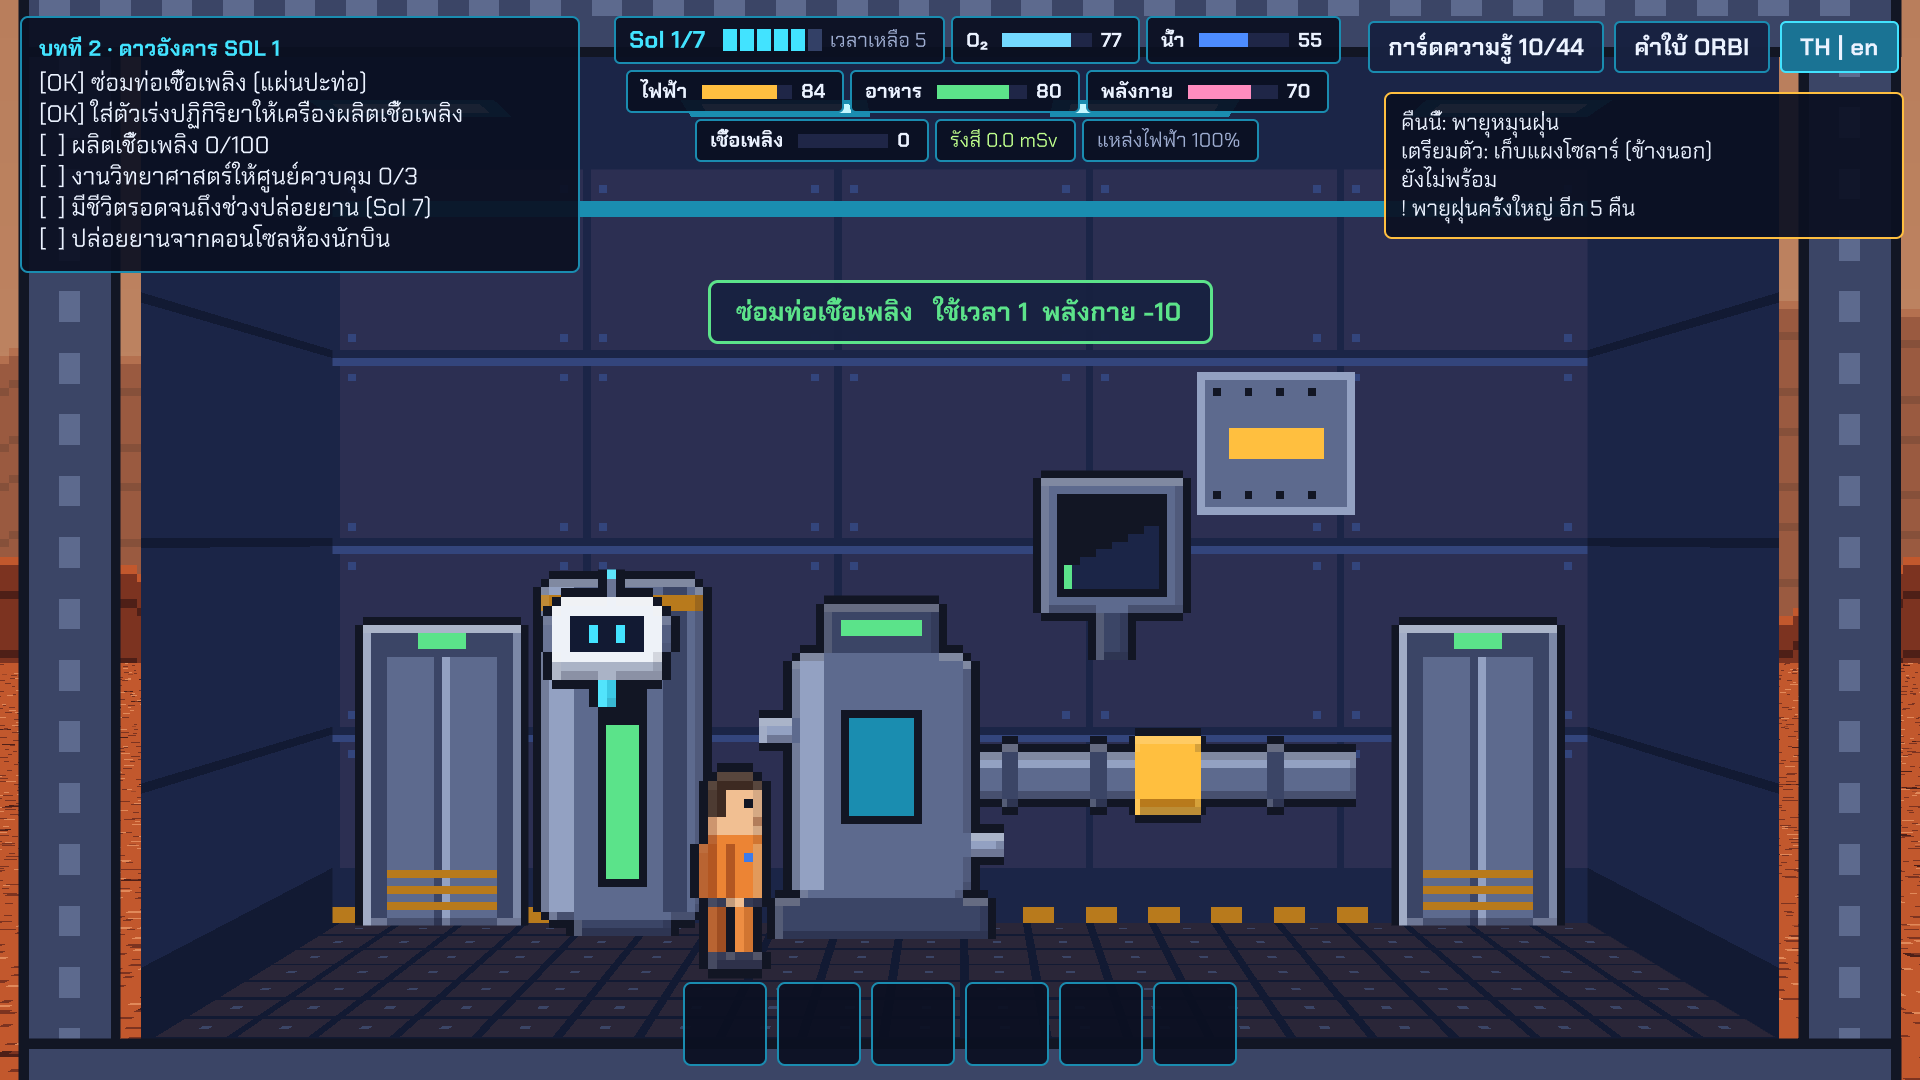 บทที่ 2 · ดาวอังคาร SOL 1
[OK] ซ่อมท่อเชื้อเพลิง (แผ่นปะท่อ)
[OK] ใส่ตัวเร่งปฏิกิริยาให้เครื่องผลิตเชื้อเพลิง
[ ] ผลิตเชื้อเพลิง 0/100
[ ] งานวิทยาศาสตร์ให้ศูนย์ควบคุม 0/3
[ ] มีชีวิตรอดจนถึงช่วงปล่อยยาน (Sol 7)
[ ] ปล่อยยานจากคอนโซลห้องนักบิน
Sol 1/7 เวลาเหลือ 5
O₂ 77
น้ำ 55
ไฟฟ้า 84
อาหาร 80
พลังกาย 70
เชื้อเพลิง 0
รังสี 0.0 mSv
แหล่งไฟฟ้า 100%
การ์ดความรู้ 10/44
คำใบ้ ORBI
TH | en
คืนนี้: พายุหมุนฝุ่น
เตรียมตัว: เก็บแผงโซลาร์ (ข้างนอก)
ยังไม่พร้อม
! พายุฝุ่นครั้งใหญ่ อีก 5 คืน
ซ่อมท่อเชื้อเพลิง ใช้เวลา 1 พลังกาย -10